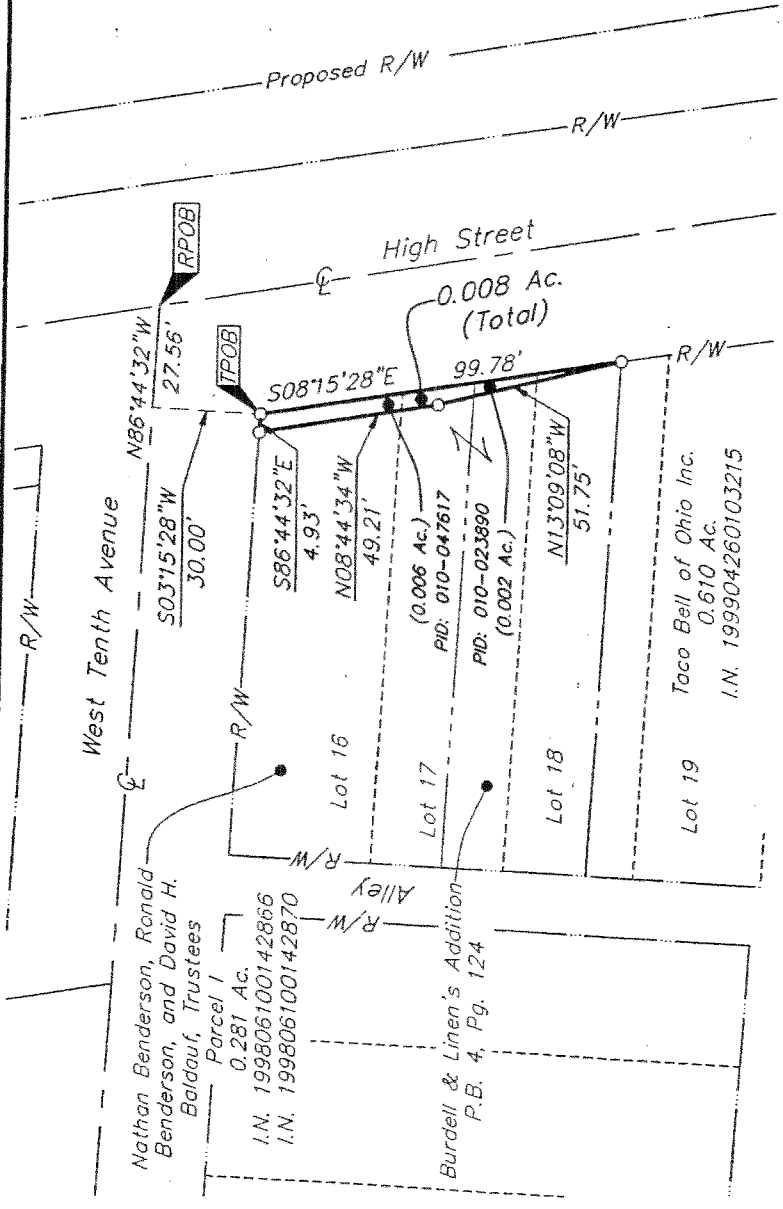 Proposed R/W
R/W
High Street
℄
RPOB
N86°44'32"W
27.56'
TPOB
S08°15'28"E
99.78'
0.008 Ac.
(Total)
R/W
S03°15'28"W
30.00'
S86°44'32"E
4.93'
N08°44'34"W
49.21'
(0.006 Ac.)
PID: 010-047617
PID: 010-023890
(0.002 Ac.)
N13°09'08"W
51.75'
R/W
West Tenth Avenue
℄
R/W
Lot 16
Lot 17
Lot 18
Lot 19
Taco Bell of Ohio Inc.
0.610 Ac.
I.N. 199904260103215
R/W
Alley
R/W
Nathan Benderson, Ronald
Benderson, and David H.
Baldauf, Trustees
Parcel I
0.281 Ac.
I.N. 199806100142866
I.N. 199806100142870
Burdell & Linen's Addition
P.B. 4, Pg. 124